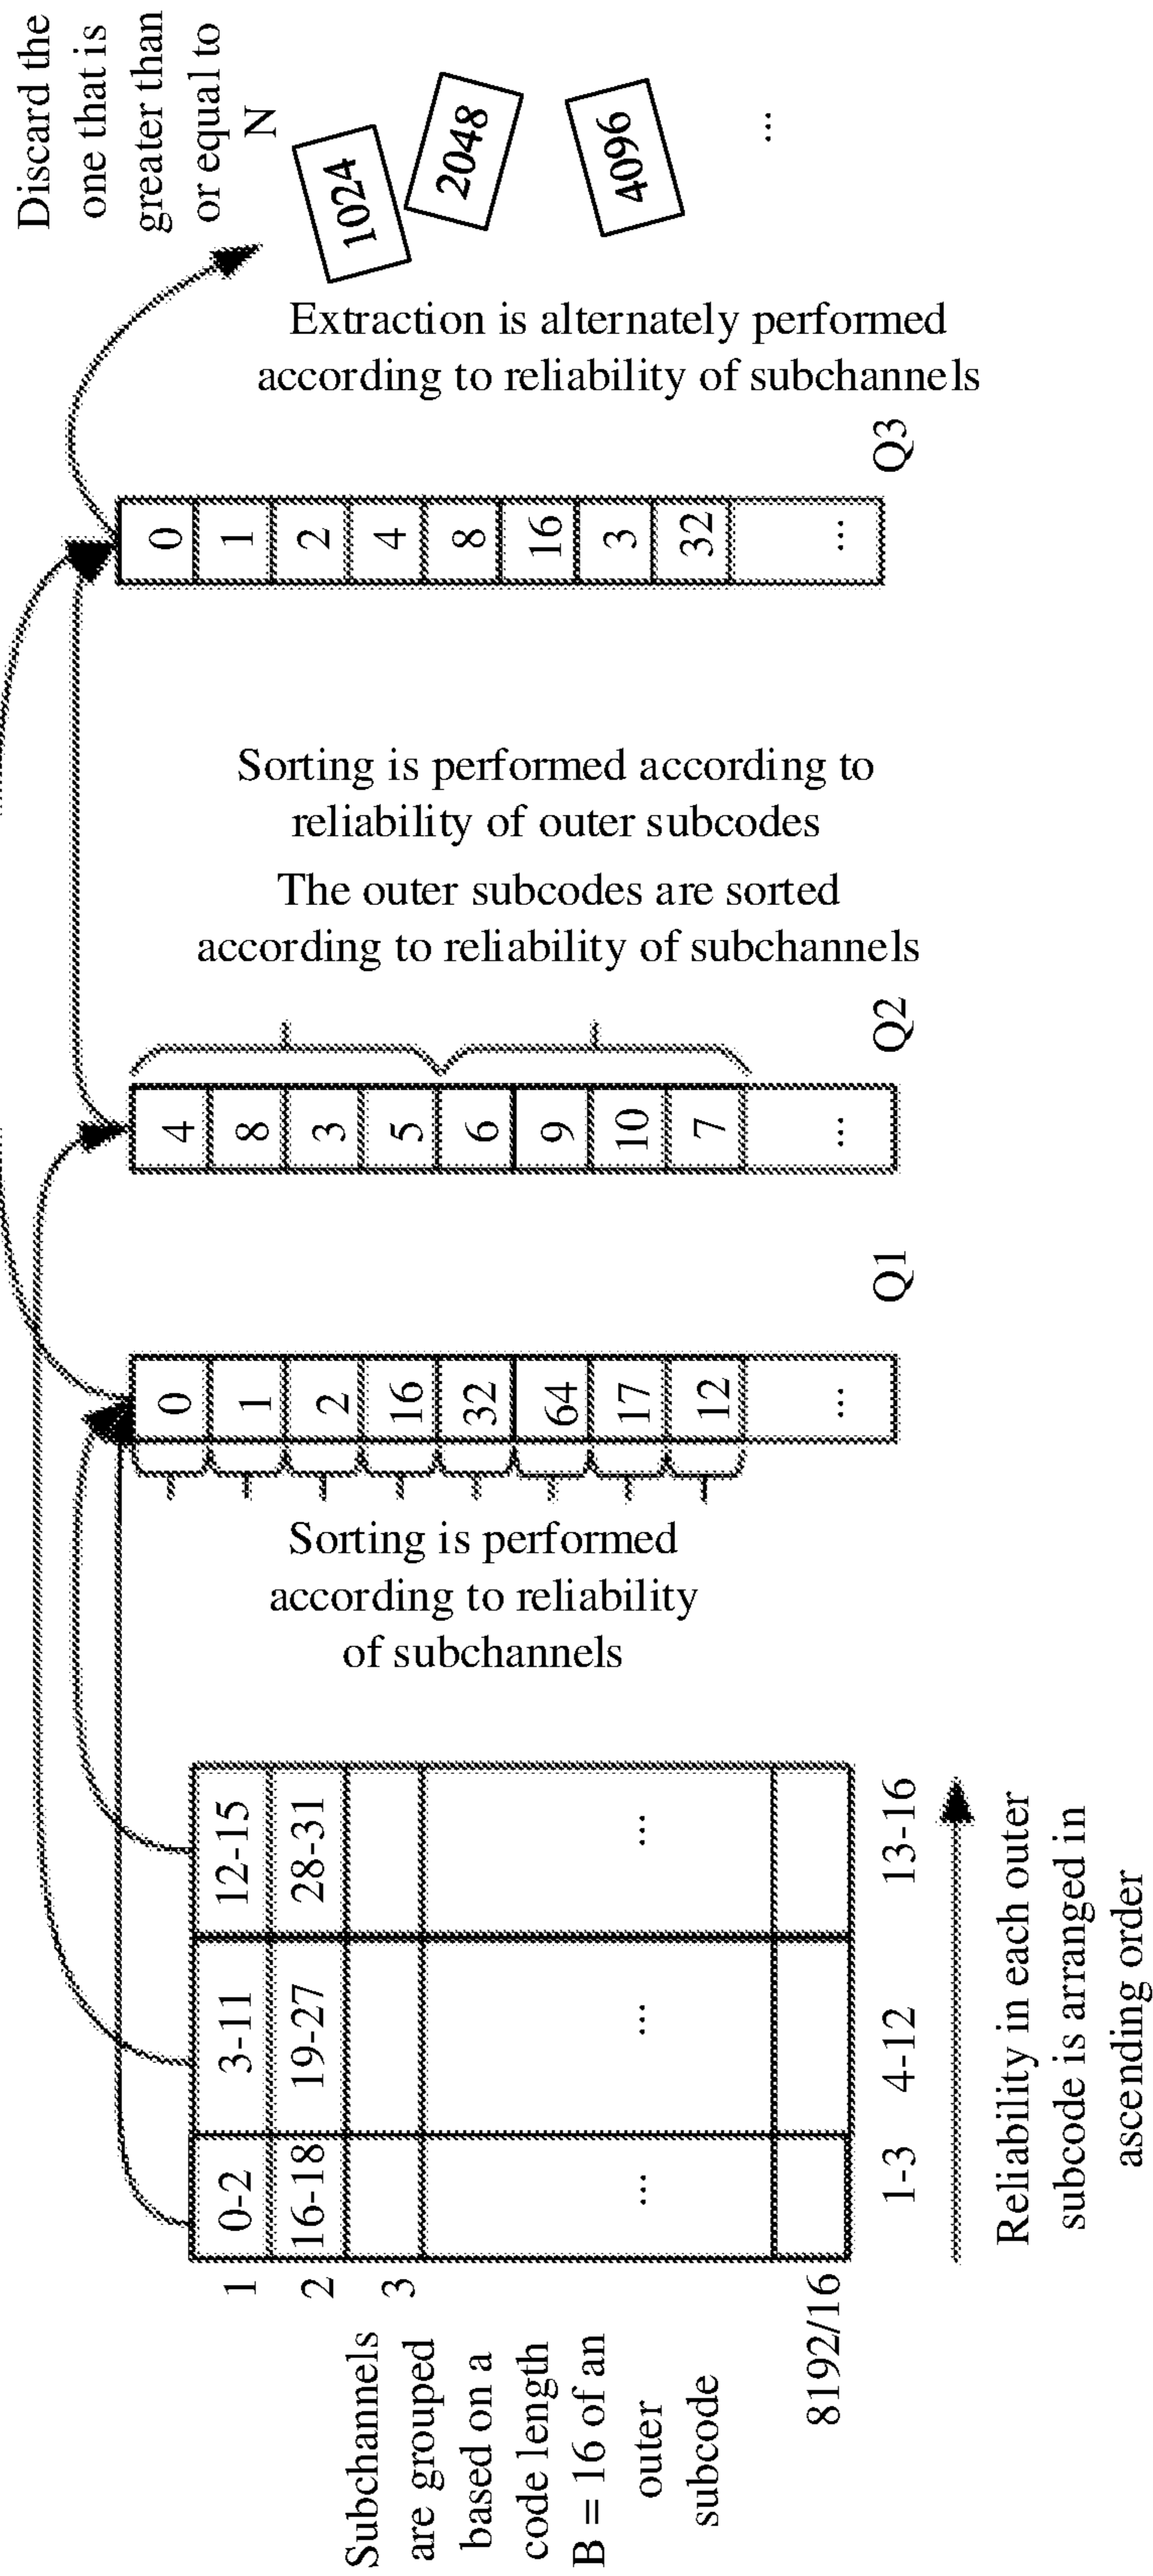 Subchannels
are grouped
based on a
code length
B = 16 of an
outer
subcode
1
2
3
8192/16
0-2
3-11
12-15
16-18
19-27
28-31
...
...
...
1-3
4-12
13-16
Reliability in each outer
subcode is arranged in
ascending order
Sorting is performed
according to reliability
of subchannels
0
1
2
16
32
64
17
12
...
Q1
4
8
3
5
6
9
10
7
...
Q2
Sorting is performed according to
reliability of outer subcodes
The outer subcodes are sorted
according to reliability of subchannels
0
1
2
4
8
16
3
32
...
Q3
Extraction is alternately performed
according to reliability of subchannels
Discard the
one that is
greater than
or equal to
N
1024
2048
4096
...